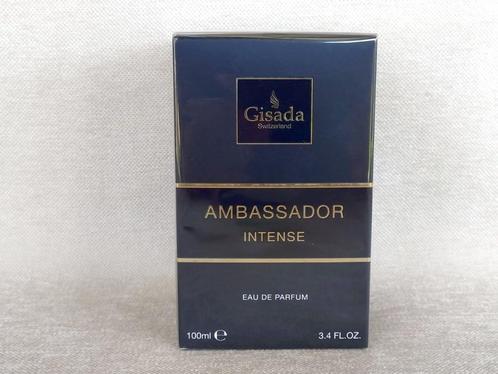 Gisada
Switzerland
AMBASSADOR
INTENSE
EAU DE PARFUM
100ml ℮ 3.4 FL.OZ.